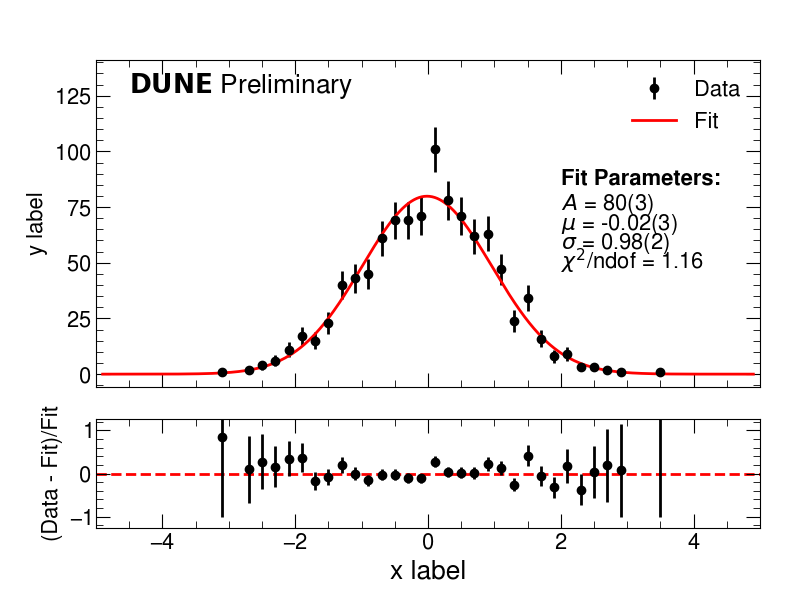 DUNE Preliminary
Data
Fit
Fit Parameters:
A = 80(3)
μ = -0.02(3)
σ = 0.98(2)
χ²/ndof = 1.16
y label
125
100
75
50
25
0
(Data - Fit)/Fit
1
0
−1
−4
−2
0
2
4
x label